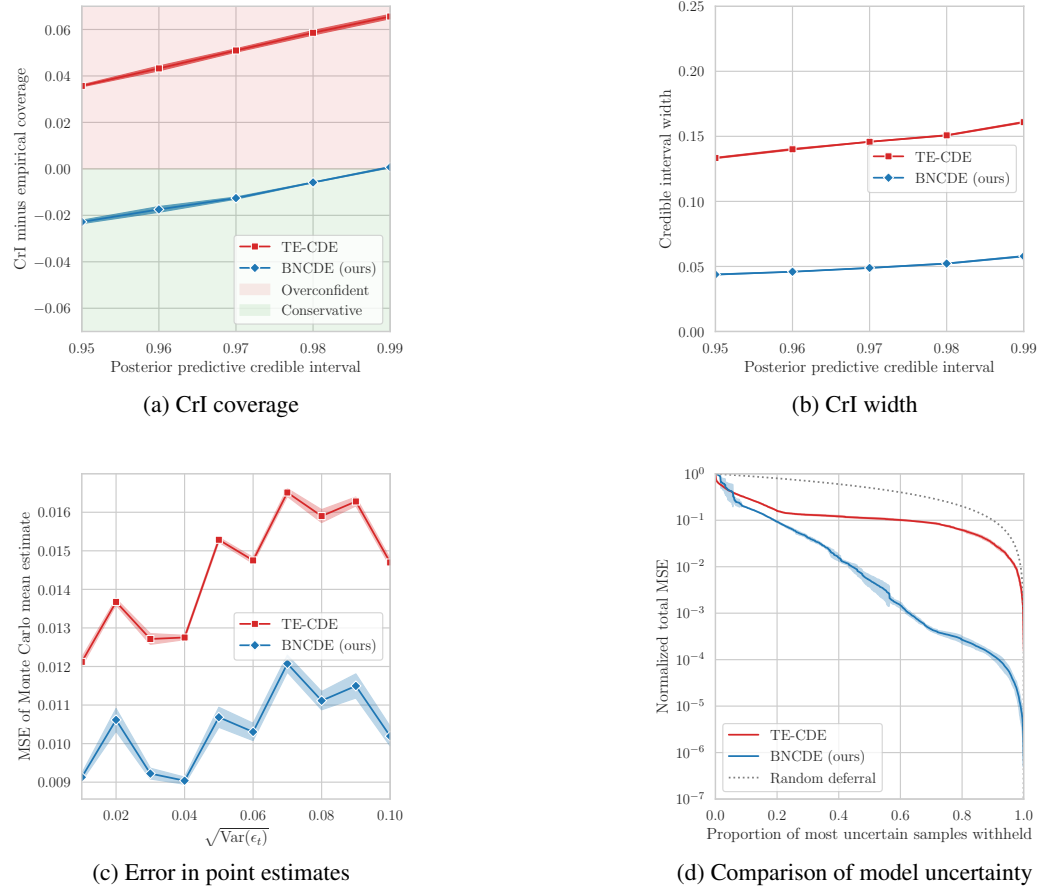 0.06
0.04
0.02
0.00
−0.02
−0.04
−0.06
CrI minus empirical coverage
TE-CDE
BNCDE (ours)
Overconfident
Conservative
0.95 0.96 0.97 0.98 0.99
Posterior predictive credible interval
(a) CrI coverage
0.25
0.20
0.15
0.10
0.05
0.00
Credible interval width
TE-CDE
BNCDE (ours)
0.95 0.96 0.97 0.98 0.99
Posterior predictive credible interval
(b) CrI width
0.016
0.015
0.014
0.013
0.012
0.011
0.010
0.009
MSE of Monte Carlo mean estimate
TE-CDE
BNCDE (ours)
0.02 0.04 0.06 0.08 0.10
√Var(ϵₜ)
(c) Error in point estimates
10⁰
10⁻¹
10⁻²
10⁻³
10⁻⁴
10⁻⁵
10⁻⁶
10⁻⁷
Normalized total MSE
TE-CDE
BNCDE (ours)
Random deferral
0.0 0.2 0.4 0.6 0.8 1.0
Proportion of most uncertain samples withheld
(d) Comparison of model uncertainty